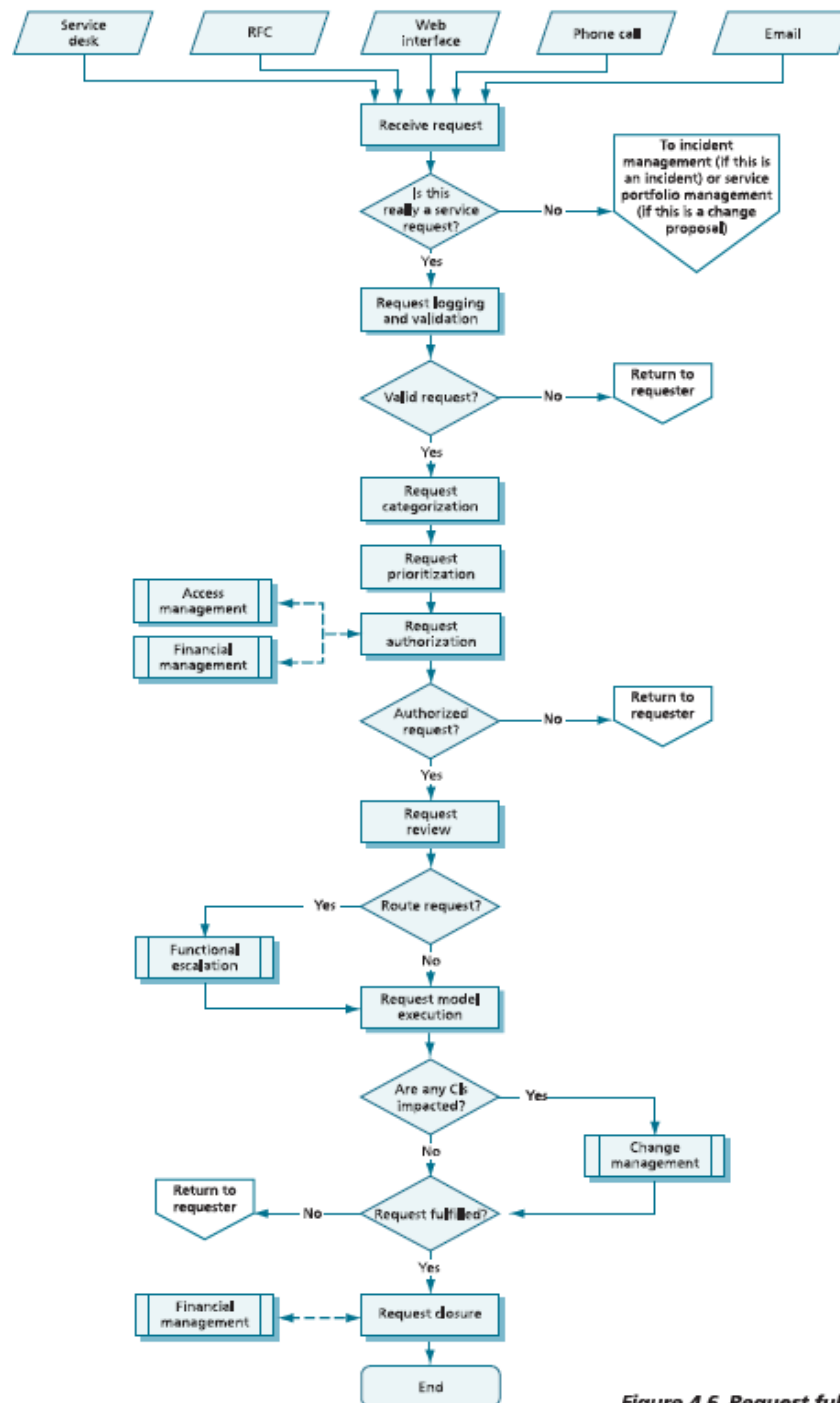 Service
desk
RFC
Web
interface
Phone call
Email
Receive request
Is this
really a service
request?
No
To incident
management (if this is
an incident) or service
portfolio management
(if this is a change
proposal)
Yes
Request logging
and validation
Valid request?
No
Return to
requester
Yes
Request
categorization
Request
prioritization
Access
management
Financial
management
Request
authorization
Authorized
request?
No
Return to
requester
Yes
Request
review
Route request?
Yes
Functional
escalation
No
Request model
execution
Are any CIs
impacted?
Yes
Change
management
No
Request fulfilled?
No
Return to
requester
Yes
Financial
management
Request closure
End
Figure 4.6 Request